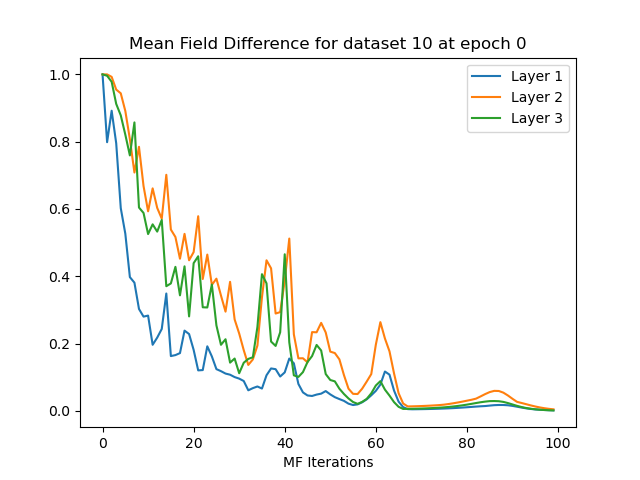 Mean Field Difference for dataset 10 at epoch 0
Layer 1
Layer 2
Layer 3
1.0
0.8
0.6
0.4
0.2
0.0
0 20 40 60 80 100
MF Iterations